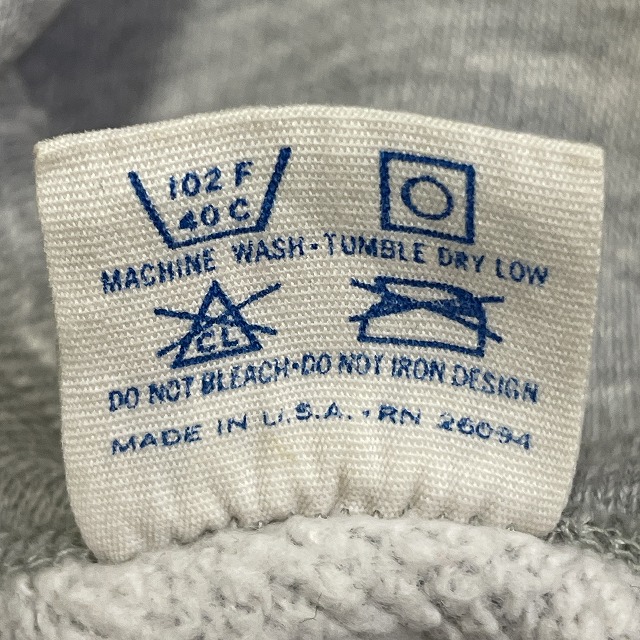 102 F
40 C
MACHINE WASH-TUMBLE DRY LOW
CL
DO NOT BLEACH-DO NOT IRON DESIGN
MADE IN U.S.A. • RN 26094